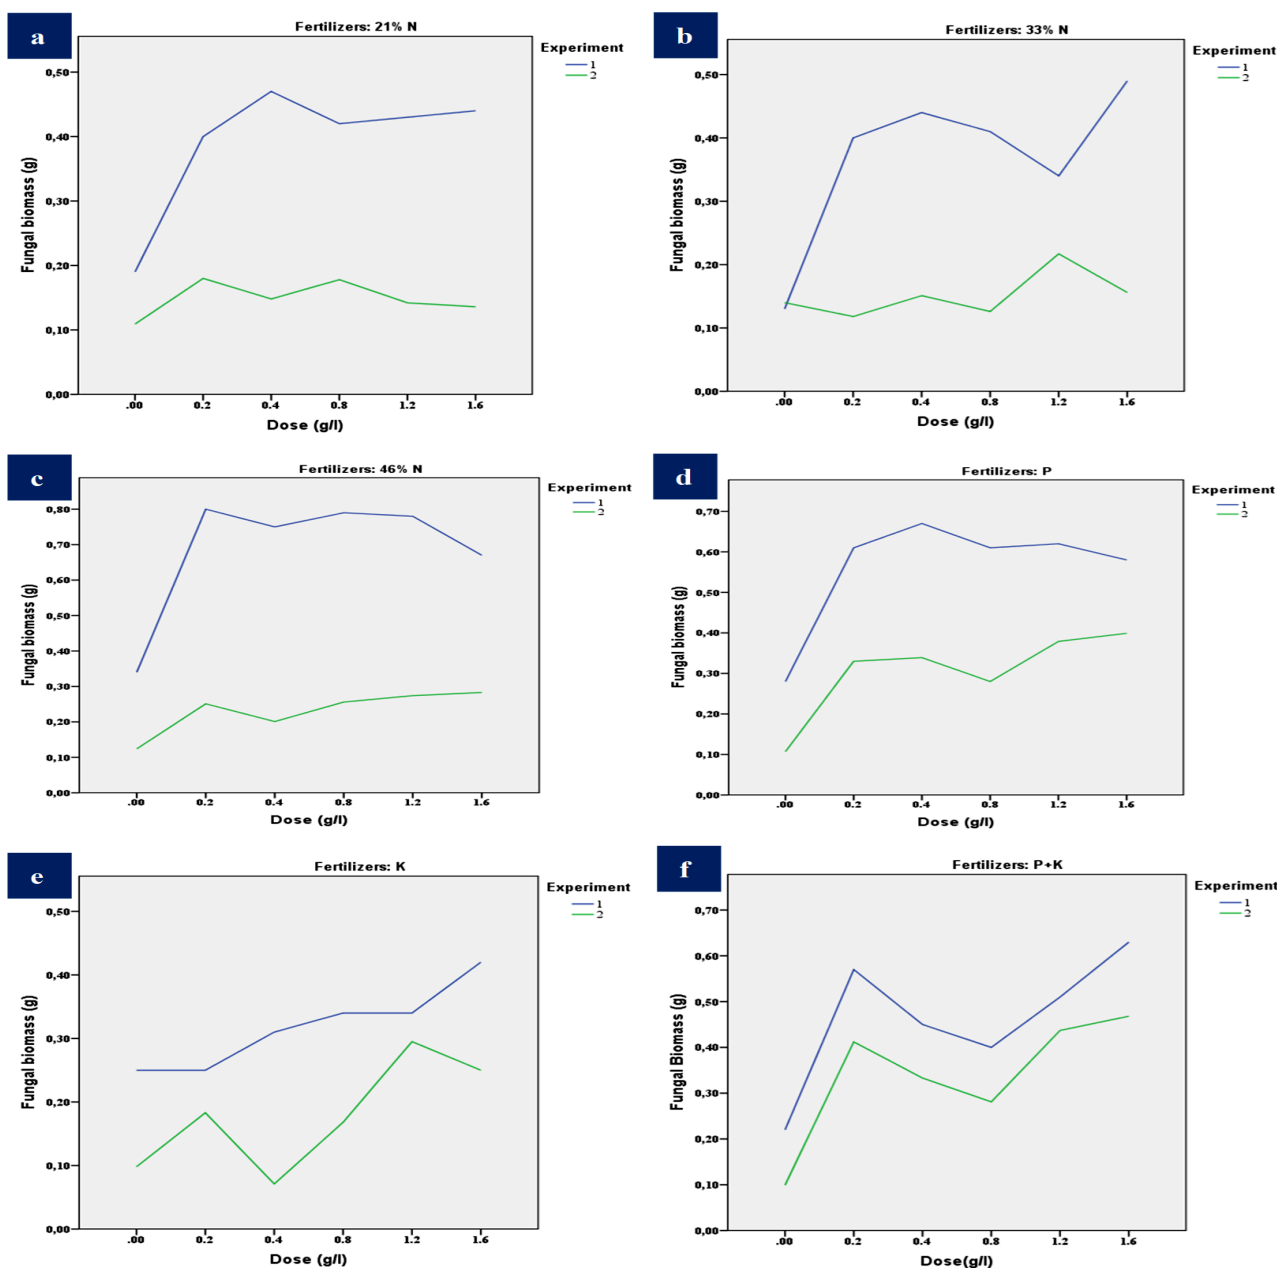 a
Fertilizers: 21% N
Experiment
1
2
Fungal biomass (g)
0,50
0,40
0,30
0,20
0,10
0,00
.00 0.2 0.4 0.8 1.2 1.6
Dose (g/l)
b
Fertilizers: 33% N
Experiment
1
2
Fungal biomass (g)
0,50
0,40
0,30
0,20
0,10
0,00
.00 0.2 0.4 0.8 1.2 1.6
Dose (g/l)
c
Fertilizers: 46% N
Experiment
1
2
Fungal biomass (g)
0,80
0,70
0,60
0,50
0,40
0,30
0,20
0,10
0,00
.00 0.2 0.4 0.8 1.2 1.6
Dose (g/l)
d
Fertilizers: P
Experiment
1
2
Fungal biomass (g)
0,70
0,60
0,50
0,40
0,30
0,20
0,10
0,00
.00 0.2 0.4 0.8 1.2 1.6
Dose (g/l)
e
Fertilizers: K
Experiment
1
2
Fungal biomass (g)
0,50
0,40
0,30
0,20
0,10
0,00
.00 0.2 0.4 0.8 1.2 1.6
Dose (g/l)
f
Fertilizers: P+K
Experiment
1
2
Fungal Biomass (g)
0,70
0,60
0,50
0,40
0,30
0,20
0,10
0,00
.00 0.2 0.4 0.8 1.2 1.6
Dose(g/l)